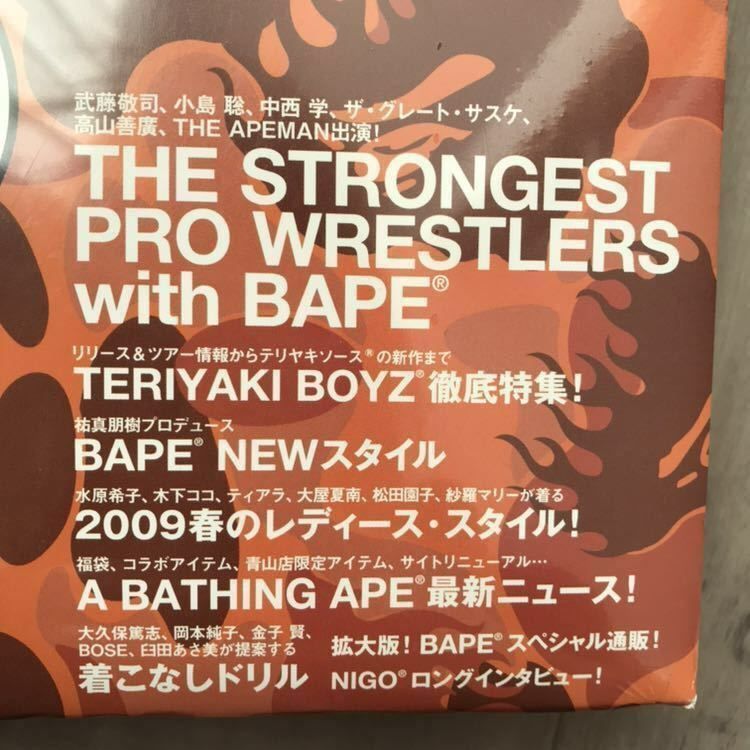 武藤敬司、小島 聡、中西 学、ザ・グレート・サスケ、
高山善廣、THE APEMAN出演！
THE STRONGEST
PRO WRESTLERS
with BAPE®
リリース＆ツアー情報からテリヤキソース®の新作まで
TERIYAKI BOYZ®徹底特集！
祐真朋樹プロデュース
BAPE® NEWスタイル
水原希子、木下ココ、ティアラ、大屋夏南、松田園子、紗羅マリーが着る
2009春のレディース・スタイル！
福袋、コラボアイテム、青山店限定アイテム、サイトリニューアル…
A BATHING APE®最新ニュース！
大久保篤志、岡本純子、金子 賢、
BOSE、臼田あさ美が提案する
着こなしドリル
拡大版！BAPE®スペシャル通販！
NIGO®ロングインタビュー！